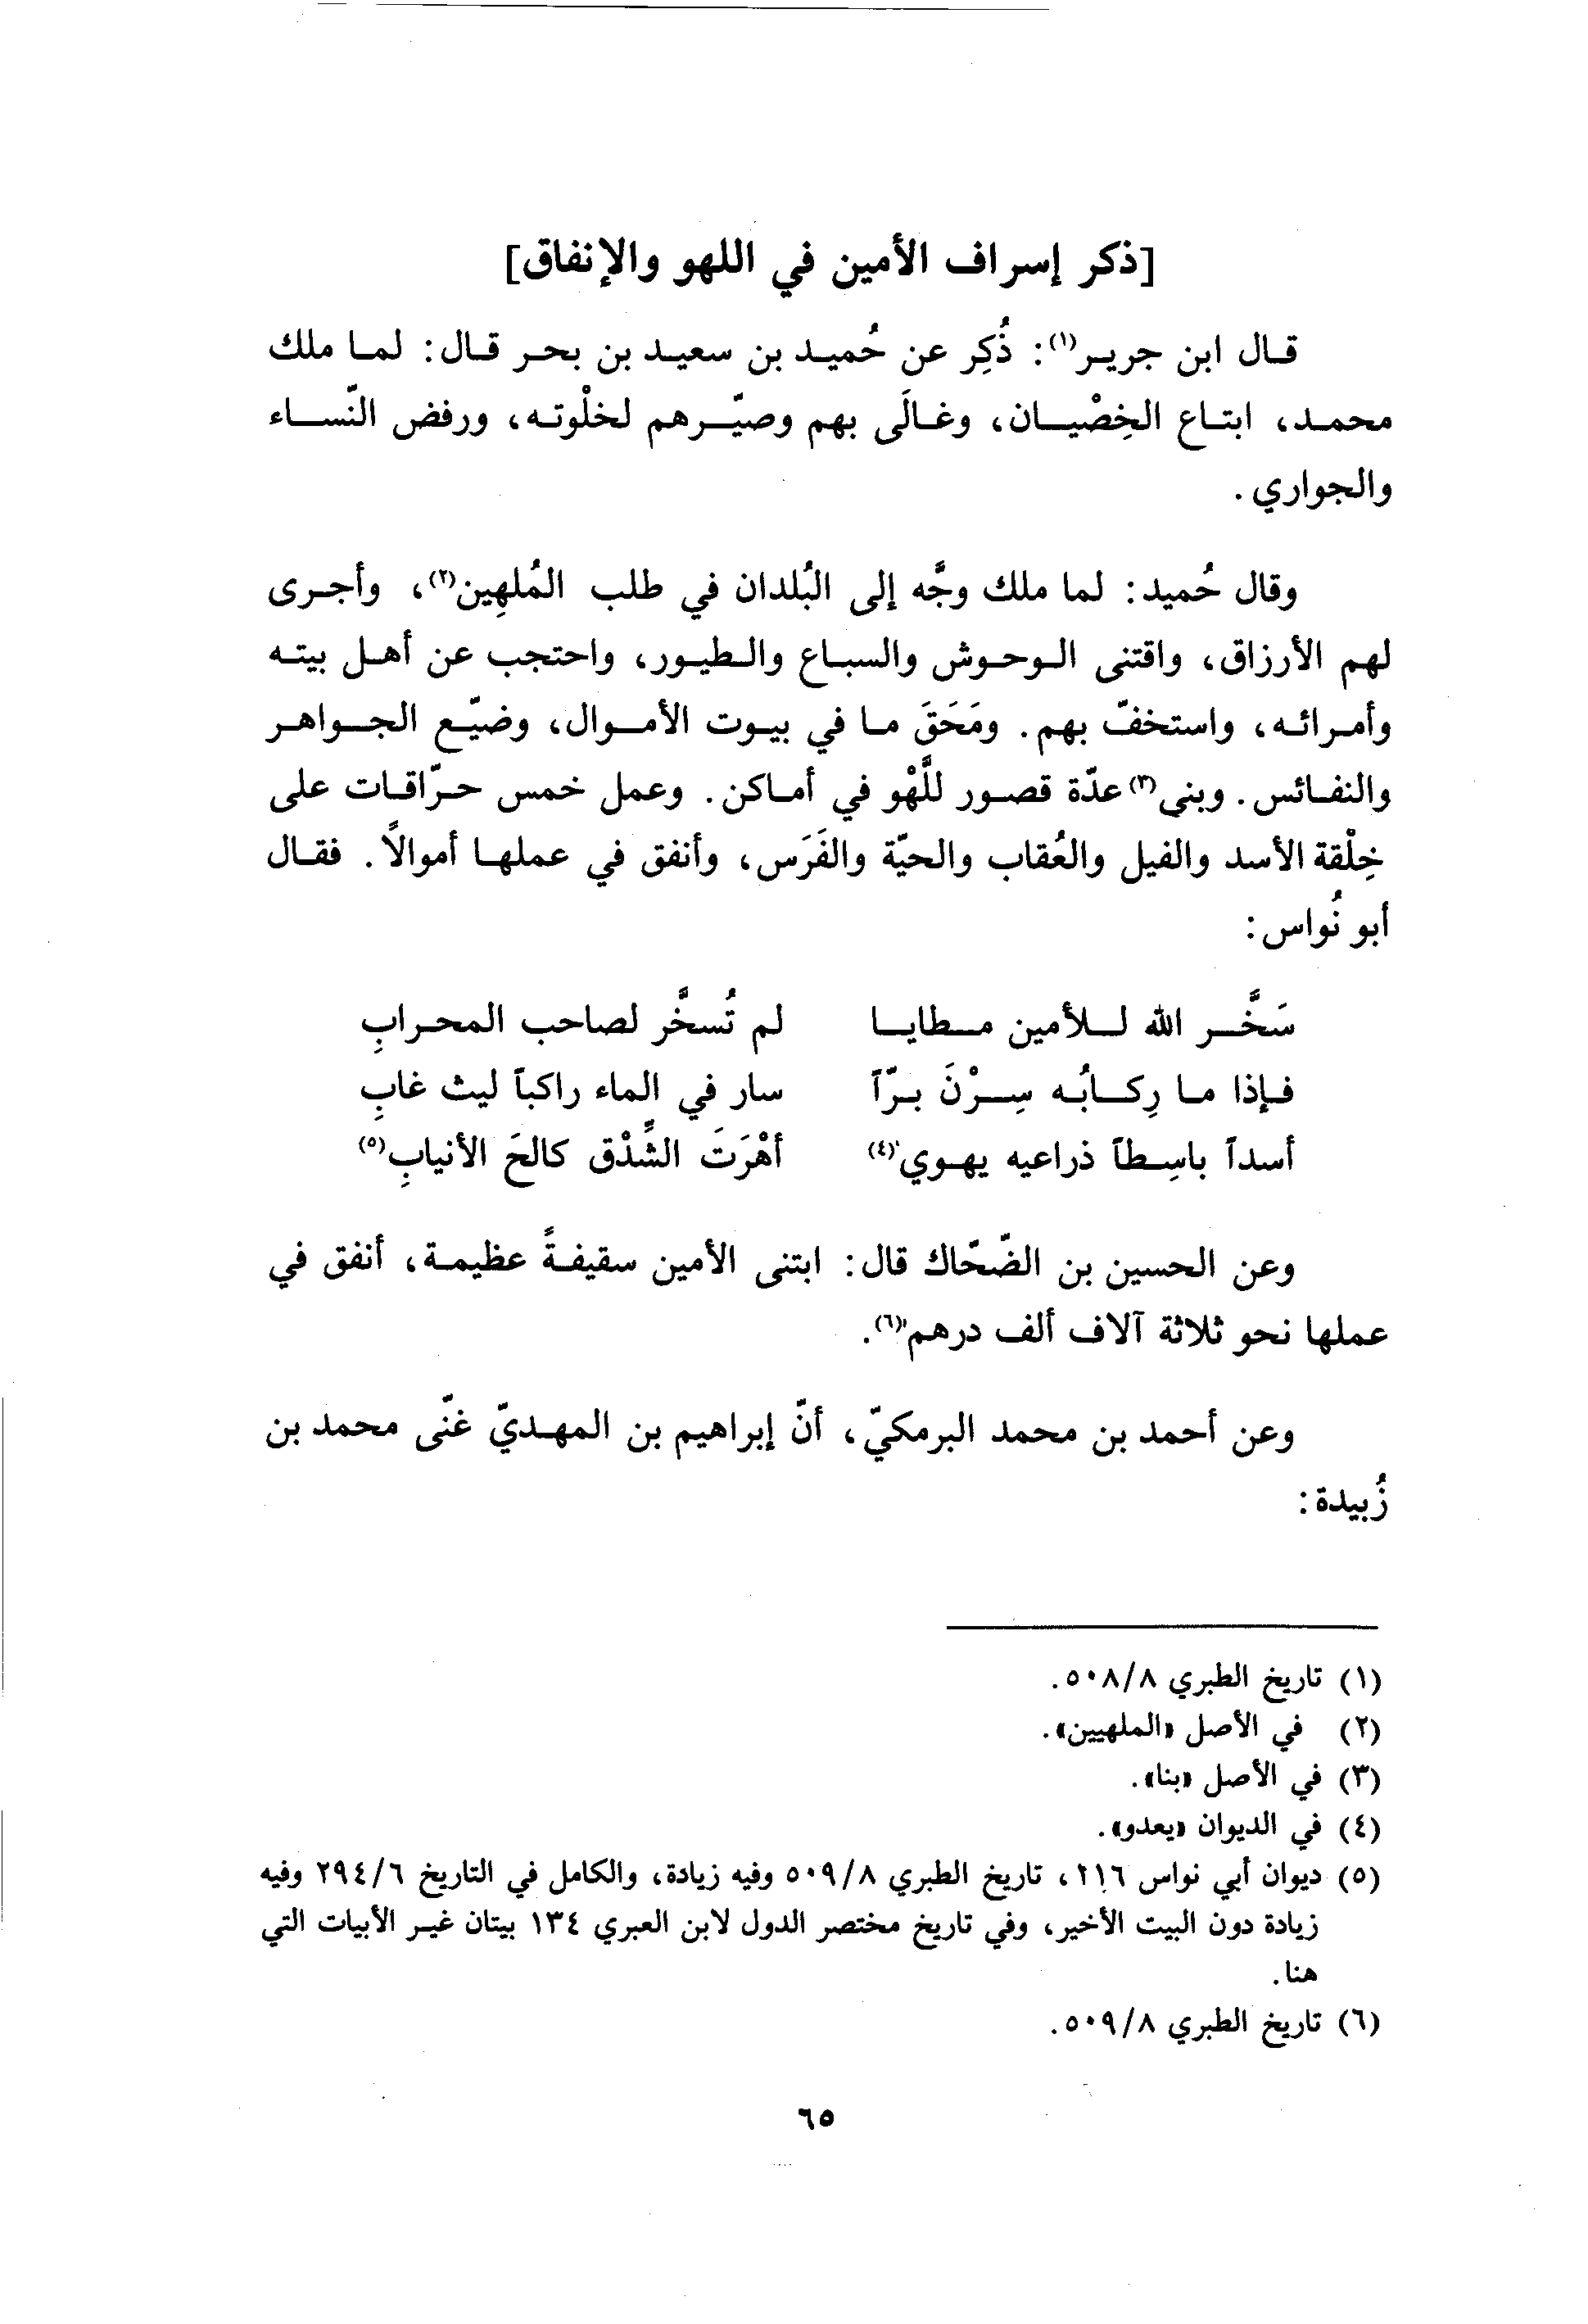 [ذكر إسراف الأمين في اللهو والإنفاق]
قال ابن جرير(١): ذُكِر عن حُميد بن سعيد بن بحر قال: لما ملك
محمد، ابتاع الخِصْيان، وغالَى بهم وصيّرهم لخلْوته، ورفض النّساء
والجواري.
وقال حُميد: لما ملك وجَّه إلى البُلدان في طلب المُلهِين(٢)، وأجرى
لهم الأرزاق، واقتنى الوحوش والسباع والطيور، واحتجب عن أهل بيته
وأمرائه، واستخفّ بهم. ومَحَقَ ما في بيوت الأموال، وضيّع الجواهر
والنفائس. وبنى(٣) عدّة قصور للَّهْو في أماكن. وعمل خمس حرّاقات على
خِلْقة الأسد والفيل والعُقاب والحيّة والفَرَس، وأنفق في عملها أموالاً. فقال
أبو نُواس:
سَخَّر الله للأمين مطايا لم تُسخَّر لصاحب المحرابِ
فإذا ما رِكابُه سِرْنَ برّاً سار في الماء راكباً ليث غابِ
أسداً باسِطاً ذراعيه يهوي(٤) أهْرَتَ الشِّدْق كالحَ الأنيابِ(٥)
وعن الحسين بن الضّحّاك قال: ابتنى الأمين سقيفةً عظيمة، أنفق في
عملها نحو ثلاثة آلاف ألف درهم(٦).
وعن أحمد بن محمد البرمكيّ، أنّ إبراهيم بن المهديّ غنّى محمد بن
زُبيدة:
(١) تاريخ الطبري ٥٠٨/٨.
(٢) في الأصل «الملهيين».
(٣) في الأصل «بنا».
(٤) في الديوان «يعدو».
(٥) ديوان أبي نواس ١١٦، تاريخ الطبري ٥٠٩/٨ وفيه زيادة، والكامل في التاريخ ٢٩٤/٦ وفيه
زيادة دون البيت الأخير، وفي تاريخ مختصر الدول لابن العبري ١٣٤ بيتان غير الأبيات التي
هنا.
(٦) تاريخ الطبري ٥٠٩/٨.
٦٥